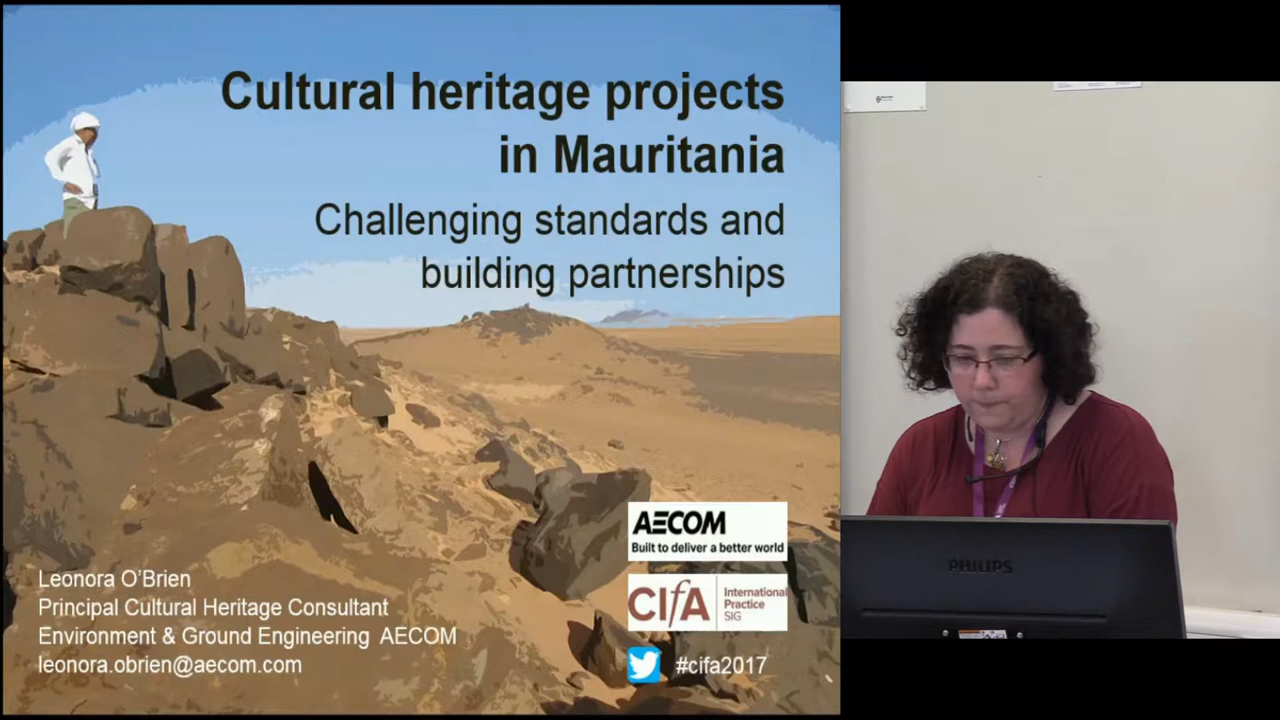 Cultural heritage projects
in Mauritania
Challenging standards and
building partnerships
AECOM
Built to deliver a better world
CIfA
International
Practice
SIG
Leonora O'Brien
Principal Cultural Heritage Consultant
Environment & Ground Engineering AECOM
leonora.obrien@aecom.com
#cifa2017
PHILIPS